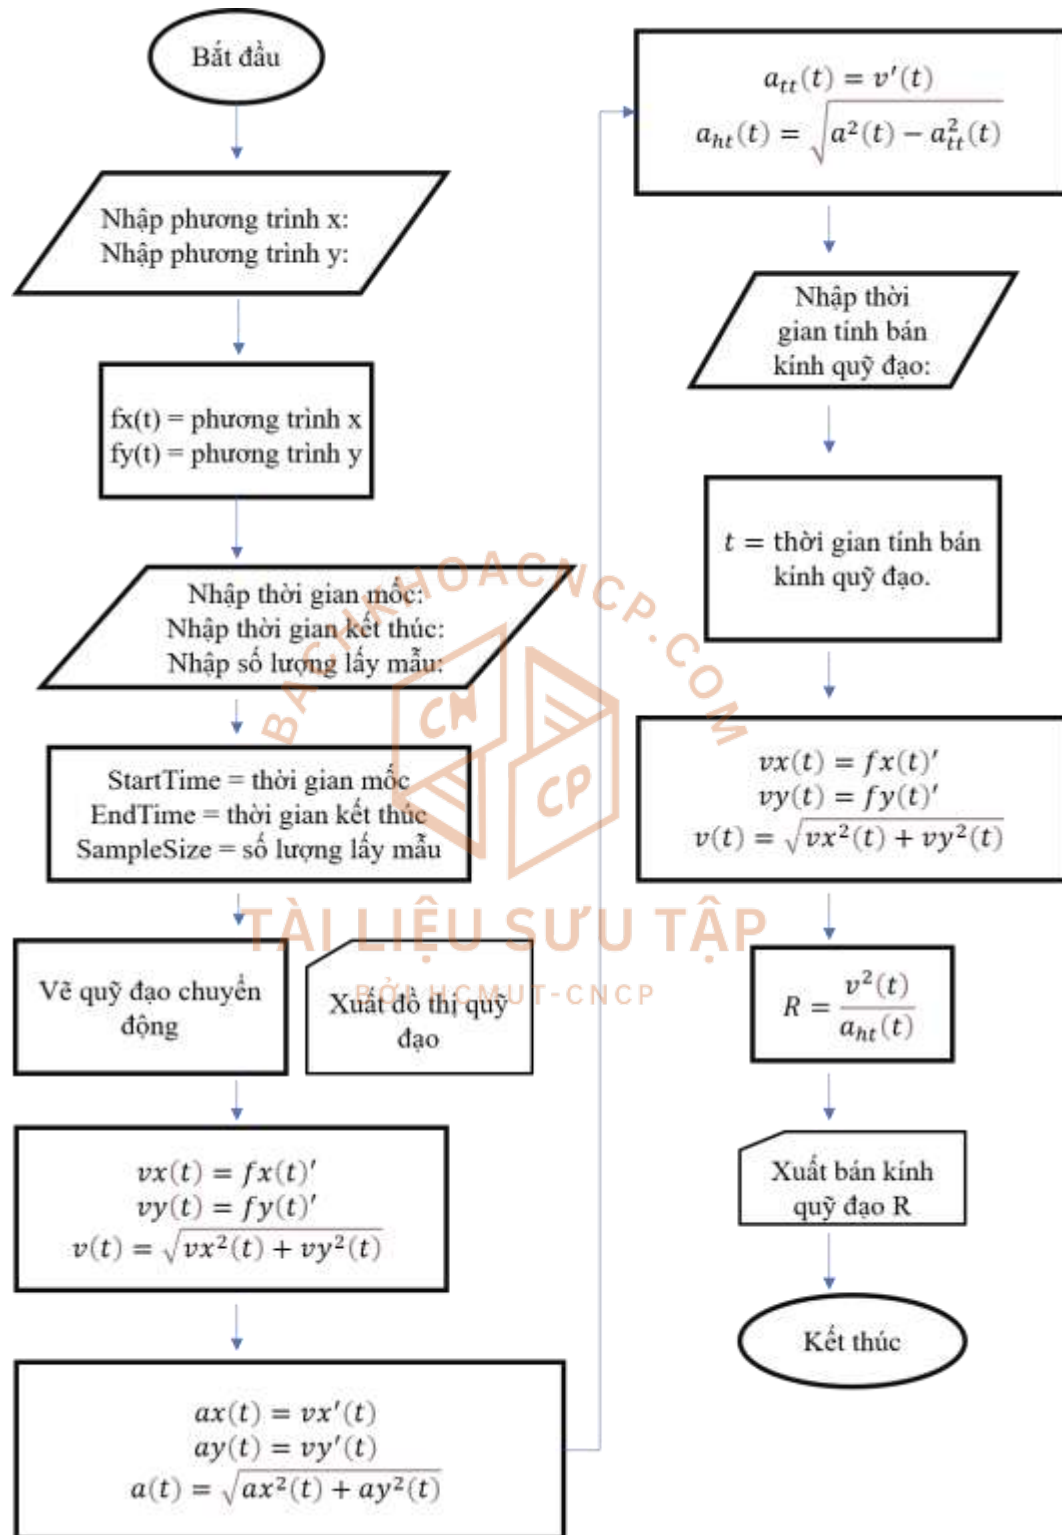 Bắt đầu
Nhập phương trình x:
Nhập phương trình y:
fx(t) = phương trình x
fy(t) = phương trình y
Nhập thời gian mốc:
Nhập thời gian kết thúc:
Nhập số lượng lấy mẫu:
StartTime = thời gian mốc
EndTime = thời gian kết thúc
SampleSize = số lượng lấy mẫu
Vẽ quỹ đạo chuyển
động
Xuất đồ thị quỹ
đạo
vx(t) = fx(t)′
vy(t) = fy(t)′
v(t) = √(vx²(t) + vy²(t))
ax(t) = vx′(t)
ay(t) = vy′(t)
a(t) = √(ax²(t) + ay²(t))
a_tt(t) = v′(t)
a_ht(t) = √(a²(t) − a²_tt(t))
Nhập thời
gian tính bán
kính quỹ đạo:
t = thời gian tính bán
kính quỹ đạo.
vx(t) = fx(t)′
vy(t) = fy(t)′
v(t) = √(vx²(t) + vy²(t))
R = v²(t) / a_ht(t)
Xuất bán kính
quỹ đạo R
Kết thúc
BACHKHOACNCP.COM
CN
CP
TÀI LIỆU SƯU TẬP
BỞI HCMUT-CNCP